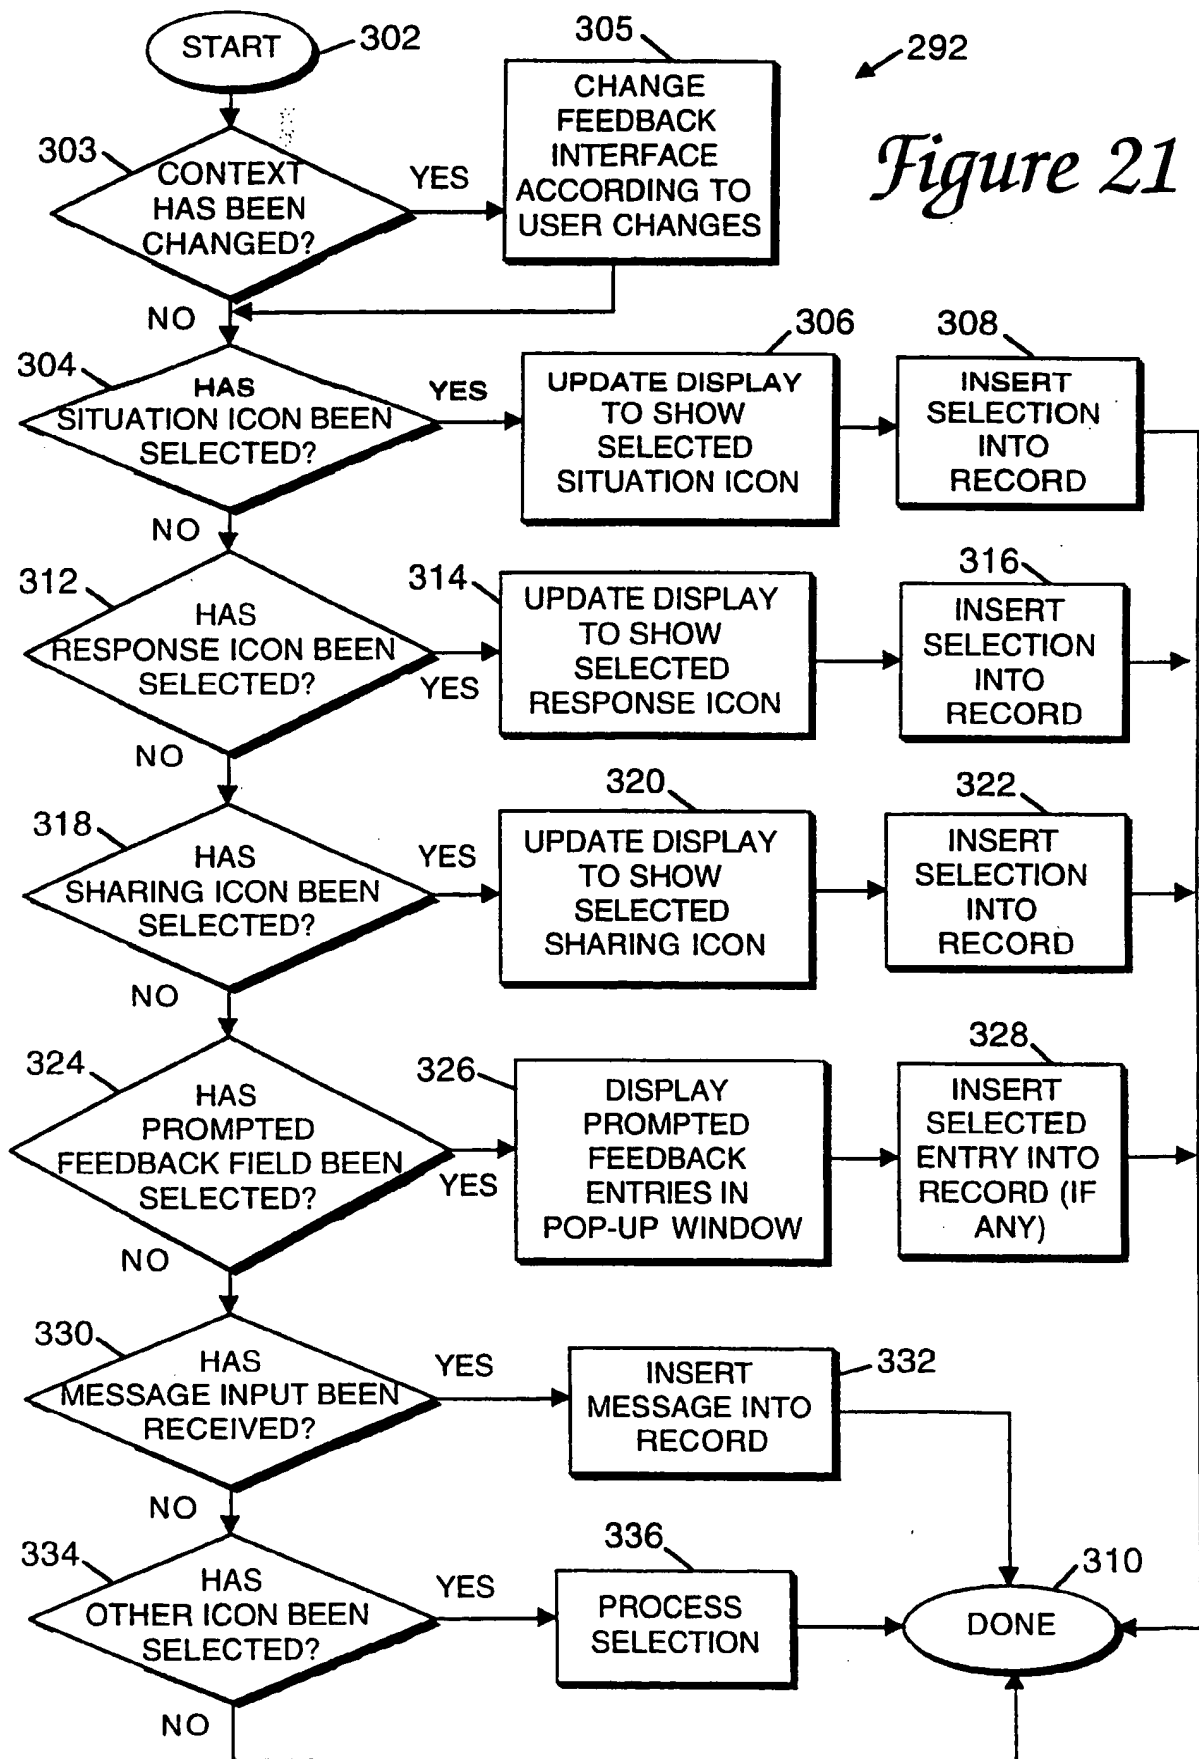 START
302
305
292
Figure 21
303
CONTEXT
HAS BEEN
CHANGED?
YES
CHANGE
FEEDBACK
INTERFACE
ACCORDING TO
USER CHANGES
NO
304
HAS
SITUATION ICON BEEN
SELECTED?
YES
306
UPDATE DISPLAY
TO SHOW
SELECTED
SITUATION ICON
308
INSERT
SELECTION
INTO
RECORD
NO
312
HAS
RESPONSE ICON BEEN
SELECTED?
YES
314
UPDATE DISPLAY
TO SHOW
SELECTED
RESPONSE ICON
316
INSERT
SELECTION
INTO
RECORD
NO
318
HAS
SHARING ICON BEEN
SELECTED?
YES
320
UPDATE DISPLAY
TO SHOW
SELECTED
SHARING ICON
322
INSERT
SELECTION
INTO
RECORD
NO
324
HAS
PROMPTED
FEEDBACK FIELD BEEN
SELECTED?
YES
326
DISPLAY
PROMPTED
FEEDBACK
ENTRIES IN
POP-UP WINDOW
328
INSERT
SELECTED
ENTRY INTO
RECORD (IF
ANY)
NO
330
HAS
MESSAGE INPUT BEEN
RECEIVED?
YES
INSERT
MESSAGE INTO
RECORD
332
NO
334
HAS
OTHER ICON BEEN
SELECTED?
YES
336
PROCESS
SELECTION
310
DONE
NO